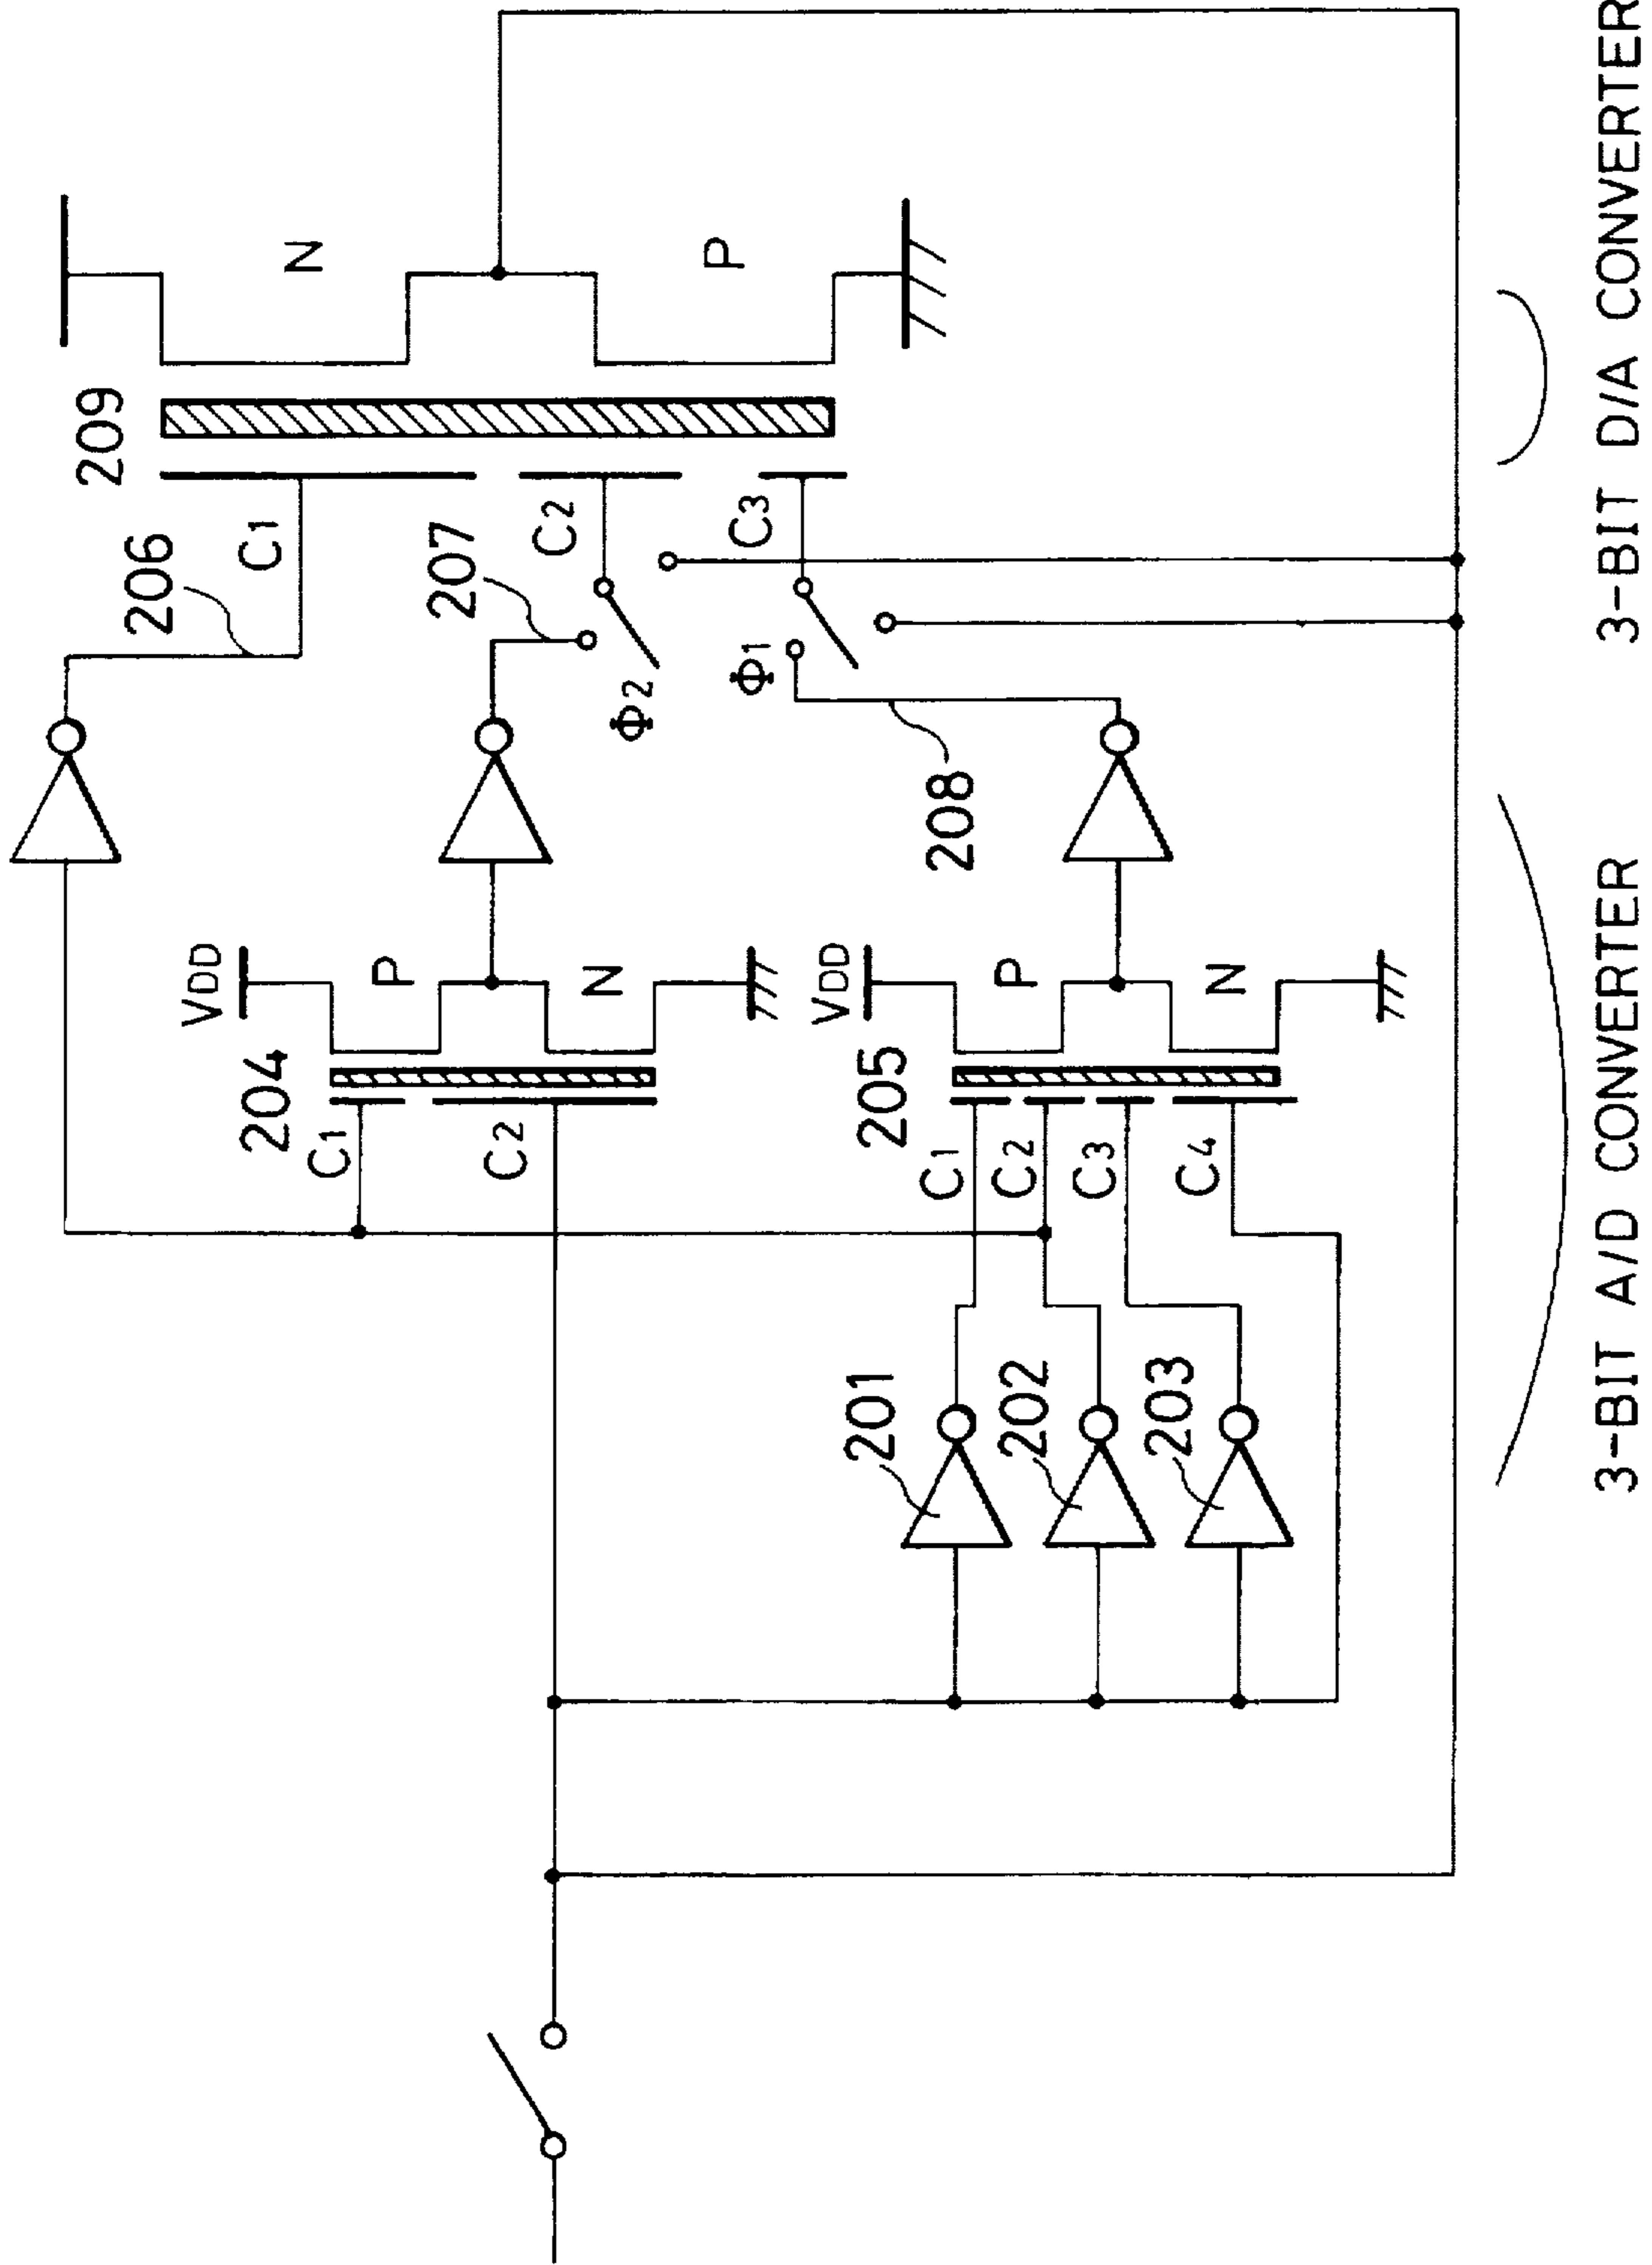 209
N
P
206
C1
207
C2
C3
Φ2
Φ1
208
VDD
P
N
204
C1
C2
VDD
P
N
205
C1
C2
C3
C4
201
202
203
3-BIT A/D CONVERTER
3-BIT D/A CONVERTER